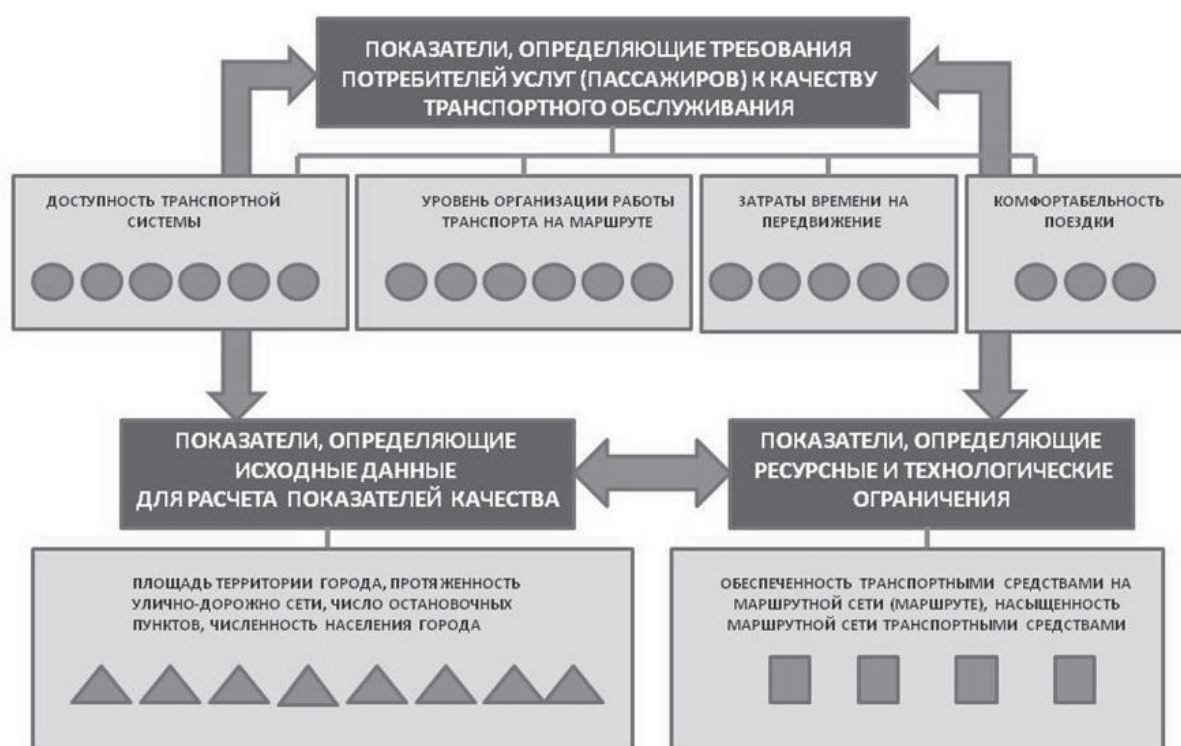 ПОКАЗАТЕЛИ, ОПРЕДЕЛЯЮЩИЕ ТРЕБОВАНИЯ
ПОТРЕБИТЕЛЕЙ УСЛУГ (ПАССАЖИРОВ) К КАЧЕСТВУ
ТРАНСПОРТНОГО ОБСЛУЖИВАНИЯ
ДОСТУПНОСТЬ ТРАНСПОРТНОЙ
СИСТЕМЫ
УРОВЕНЬ ОРГАНИЗАЦИИ РАБОТЫ
ТРАНСПОРТА НА МАРШРУТЕ
ЗАТРАТЫ ВРЕМЕНИ НА
ПЕРЕДВИЖЕНИЕ
КОМФОРТАБЕЛЬНОСТЬ
ПОЕЗДКИ
ПОКАЗАТЕЛИ, ОПРЕДЕЛЯЮЩИЕ
ИСХОДНЫЕ ДАННЫЕ
ДЛЯ РАСЧЕТА ПОКАЗАТЕЛЕЙ КАЧЕСТВА
ПОКАЗАТЕЛИ, ОПРЕДЕЛЯЮЩИЕ
РЕСУРСНЫЕ И ТЕХНОЛОГИЧЕСКИЕ
ОГРАНИЧЕНИЯ
ПЛОЩАДЬ ТЕРРИТОРИИ ГОРОДА, ПРОТЯЖЕННОСТЬ
УЛИЧНО-ДОРОЖНО СЕТИ, ЧИСЛО ОСТАНОВОЧНЫХ
ПУНКТОВ, ЧИСЛЕННОСТЬ НАСЕЛЕНИЯ ГОРОДА
ОБЕСПЕЧЕННОСТЬ ТРАНСПОРТНЫМИ СРЕДСТВАМИ НА
МАРШРУТНОЙ СЕТИ (МАРШРУТЕ), НАСЫЩЕННОСТЬ
МАРШРУТНОЙ СЕТИ ТРАНСПОРТНЫМИ СРЕДСТВАМИ